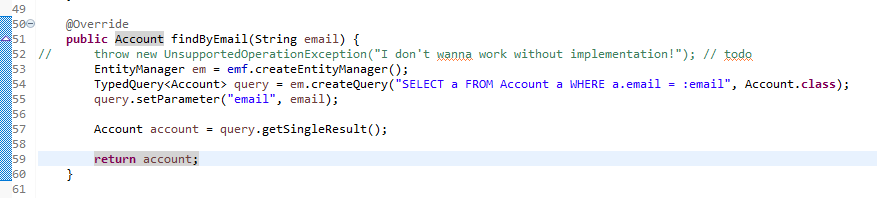 49
50 @Override
51 public Account findByEmail(String email) {
52 // throw new UnsupportedOperationException("I don't wanna work without implementation!"); // todo
53 EntityManager em = emf.createEntityManager();
54 TypedQuery<Account> query = em.createQuery("SELECT a FROM Account a WHERE a.email = :email", Account.class);
55 query.setParameter("email", email);
56
57 Account account = query.getSingleResult();
58
59 return account;
60 }
61